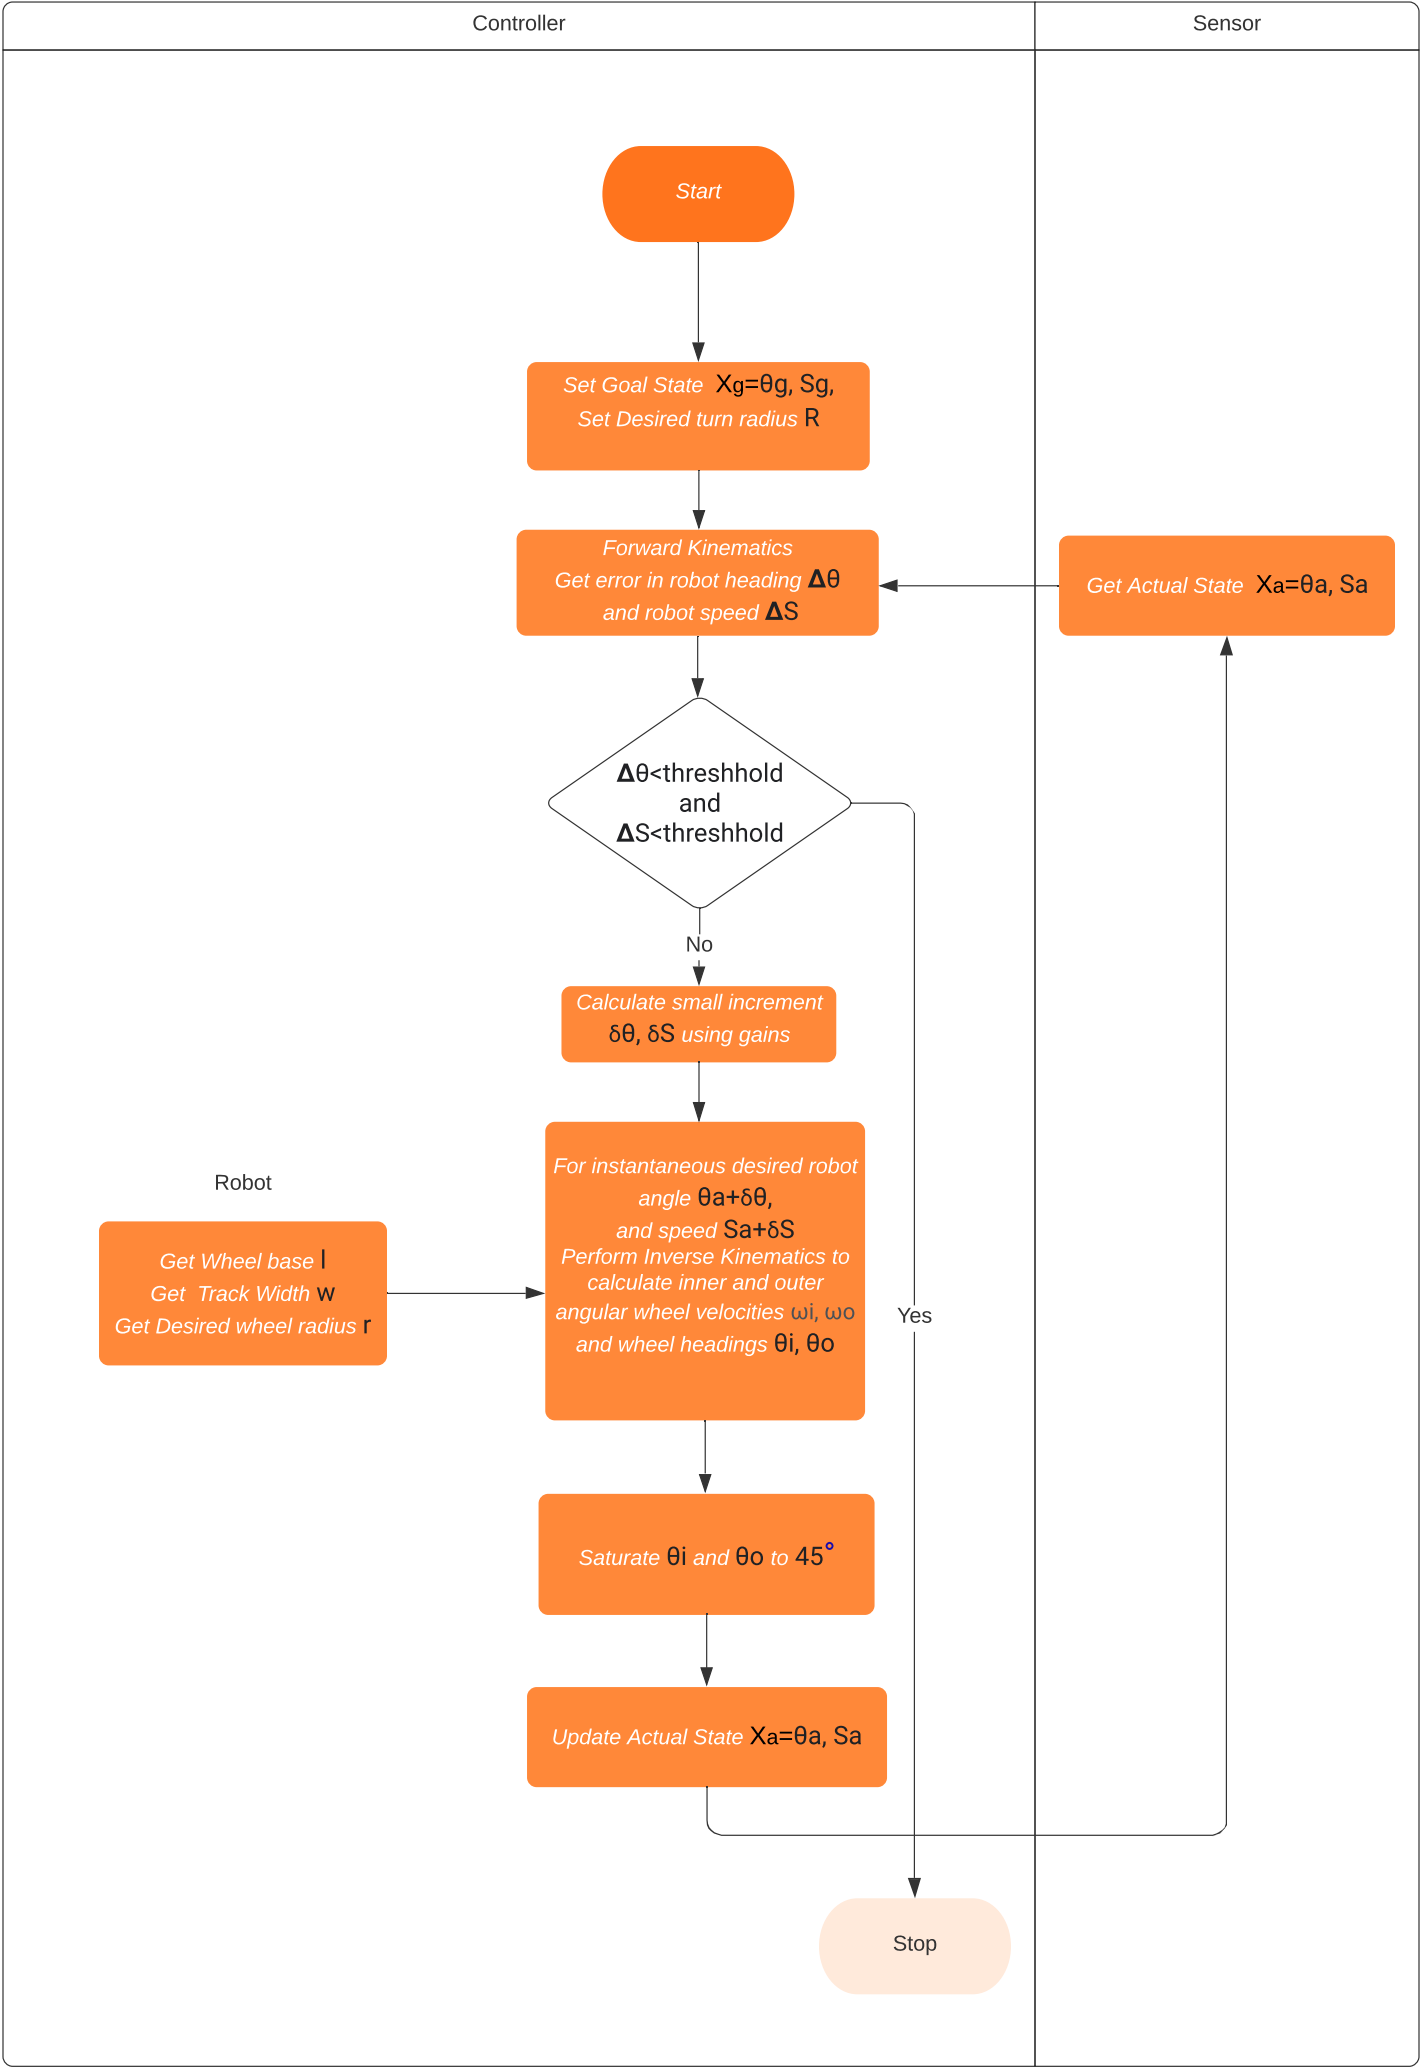 Controller
Sensor
Start
Set Goal State  Xg=θg, Sg,
Set Desired turn radius R
Forward Kinematics
Get error in robot heading Δθ
and robot speed ΔS
Get Actual State  Xa=θa, Sa
Δθ<threshhold
and
ΔS<threshhold
No
Calculate small increment
δθ, δS using gains
For instantaneous desired robot
angle θa+δθ,
and speed Sa+δS
Perform Inverse Kinematics to
calculate inner and outer
angular wheel velocities ωi, ωo
and wheel headings θi, θo
Robot
Get Wheel base l
Get  Track Width w
Get Desired wheel radius r
Yes
Saturate θi and θo to 45°
Update Actual State Xa=θa, Sa
Stop